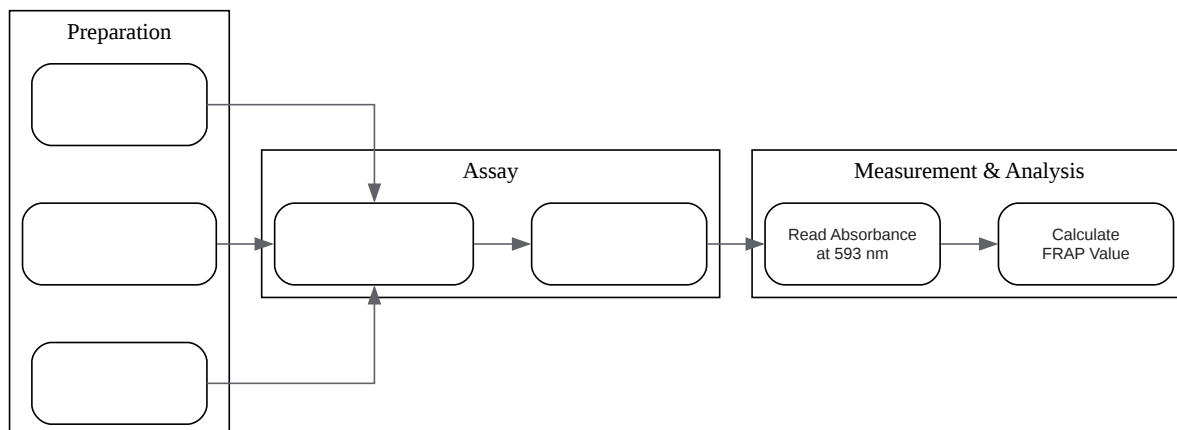 Preparation
Assay
Measurement & Analysis
Read Absorbance
at 593 nm
Calculate
FRAP Value